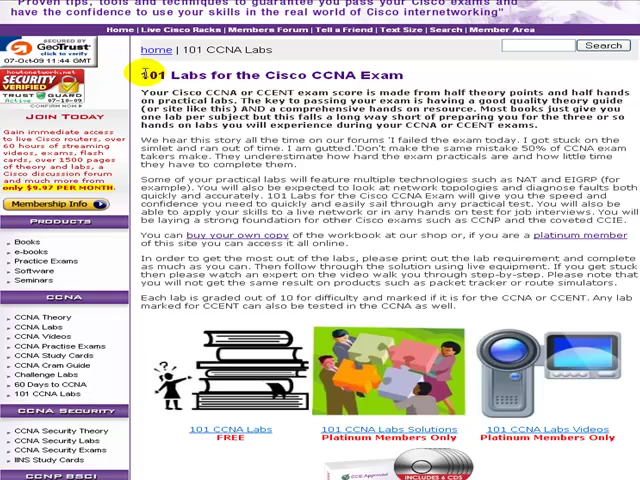 "Proven tips, tools and techniques to guarantee you pass your Cisco exams and
have the confidence to use your skills in the real world of Cisco internetworking"
Home | Live Cisco Racks | Members Forum | Tell a Friend | Text Size | Search | Member Area
SECURED BY
GeoTrust
click to verify
07-Oct-09 11:44 GMT
howtonetwork.net
SECURITY
VERIFIED
TRUST GUARD
Active 07-10-09
CONFIRM NOW
JOIN TODAY
Gain immediate access
to live Cisco routers, over
60 hours of streaming
videos, exams, flash
cards, over 1500
pages of theory and labs, a
Cisco discussion forum
and much more from
only $9.97 PER MONTH.
Membership Info
PRODUCTS
Books
e-books
Practice Exams
Software
Seminars
CCNA
CCNA Theory
CCNA Labs
CCNA Videos
CCNA Practise Exams
CCNA Study Cards
CCNA Cram Guide
Challenge Labs
60 Days to CCNA
101 CCNA Labs
CCNA SECURITY
CCNA Security Theory
CCNA Security Labs
CCNA Security Exams
IINS Study Cards
CCNP BSCI
home | 101 CCNA Labs
Search
101 Labs for the Cisco CCNA Exam
Your Cisco CCNA or CCENT exam score is made from half theory points and half hands
on practical labs. The key to passing your exam is having a good quality theory guide
(or site like this) AND a comprehensive hands on resource. Most books just give you
one lab per subject but this falls a long way short of preparing you for the three or so
hands on labs you will experience during your CCNA or CCENT exams.
We hear this story all the time on our forums 'I failed the exam today. I got stuck on the
simlet and ran out of time. I am gutted.'Don't make the same mistake 50% of CCNA exam
takers make. They underestimate how hard the exam practicals are and how little time
they have to complete them.
Some of your practical labs will feature multiple technologies such as NAT and EIGRP (for
example). You will also be expected to look at network topologies and diagnose faults both
quickly and accurately. 101 Labs for the Cisco CCNA Exam will give you the speed and
confidence you need to quickly and easily sail through any practical test. You will also be
able to apply your skills to a live network or in any hands on test for job interviews. You will
be laying a strong foundation for other Cisco exams such as CCNP and the coveted CCIE.
You can buy your own copy of the workbook at our shop or, if you are a platinum member
of this site you can access it all online.
In order to get the most out of the labs, please print out the lab requirement and complete
as much as you can. Then follow through the solution using live equipment. If you get stuck
then please watch an expert on the video walk you through step-by-step. Please note that
you will not get the same result on products such as packet tracker or route simulators.
Each lab is graded out of 10 for difficulty and marked if it is for the CCNA or CCENT. Any lab
marked for CCENT can also be tested in the CCNA as well.
101 CCNA Labs
FREE
101 CCNA Labs Solutions
Platinum Members Only
101 CCNA Labs Videos
Platinum Members Only
CCIE Approved
INCLUDES 6 CDS